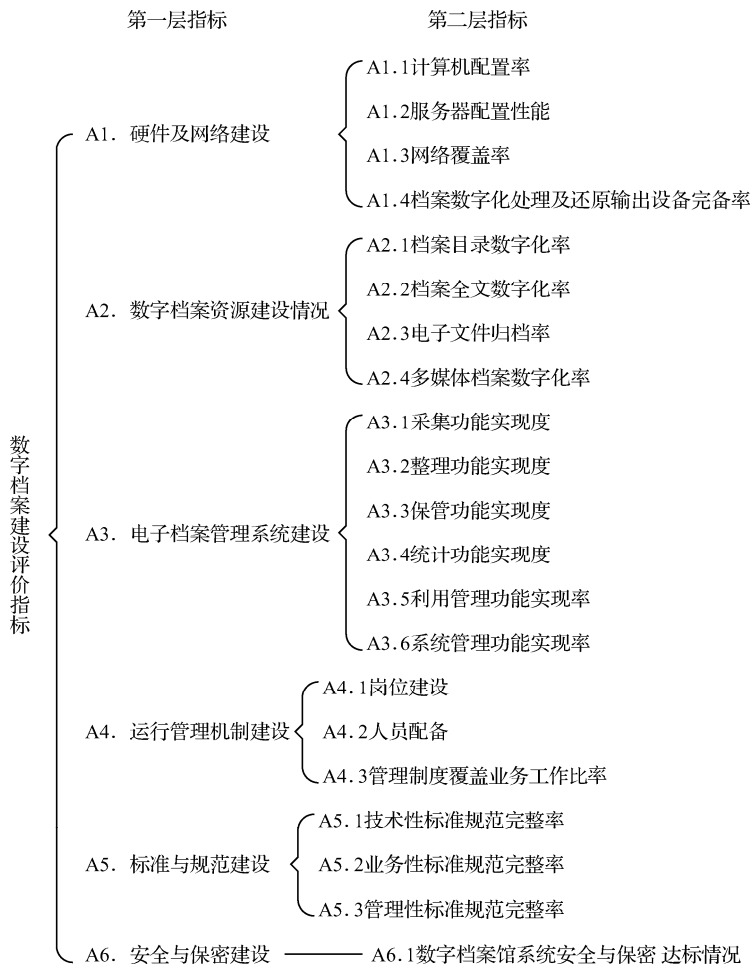 第一层指标 第二层指标
数字档案建设评价指标
A1. 硬件及网络建设
A1.1计算机配置率
A1.2服务器配置性能
A1.3网络覆盖率
A1.4档案数字化处理及还原输出设备完备率
A2. 数字档案资源建设情况
A2.1档案目录数字化率
A2.2档案全文数字化率
A2.3电子文件归档率
A2.4多媒体档案数字化率
A3. 电子档案管理系统建设
A3.1采集功能实现度
A3.2整理功能实现度
A3.3保管功能实现度
A3.4统计功能实现度
A3.5利用管理功能实现率
A3.6系统管理功能实现率
A4. 运行管理机制建设
A4.1岗位建设
A4.2人员配备
A4.3管理制度覆盖业务工作比率
A5. 标准与规范建设
A5.1技术性标准规范完整率
A5.2业务性标准规范完整率
A5.3管理性标准规范完整率
A6. 安全与保密建设
A6.1数字档案馆系统安全与保密 达标情况